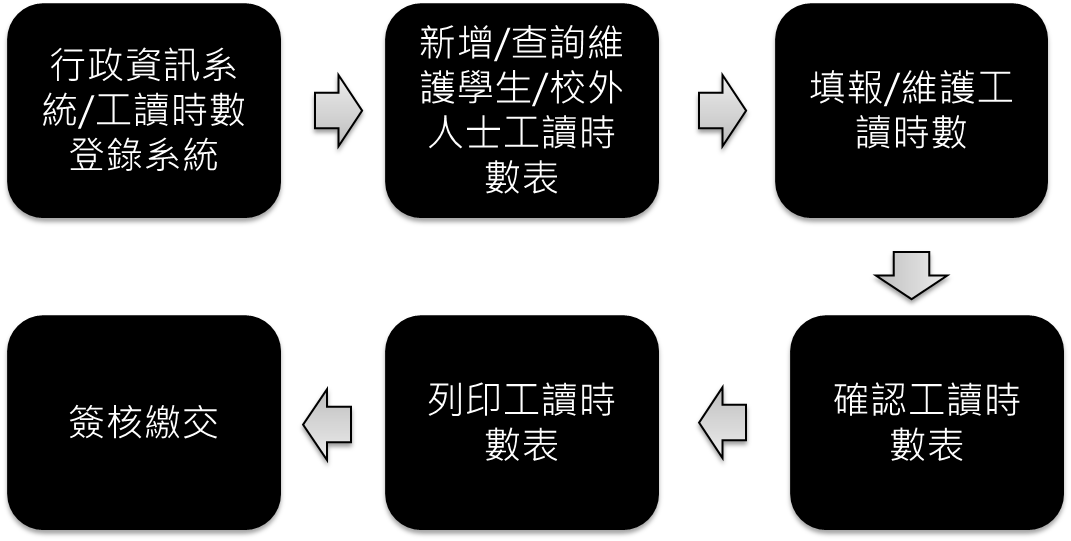 行政資訊系
統/工讀時數
登錄系統
新增/查詢維
護學生/校外
人士工讀時
數表
填報/維護工
讀時數
確認工讀時
數表
列印工讀時
數表
簽核繳交